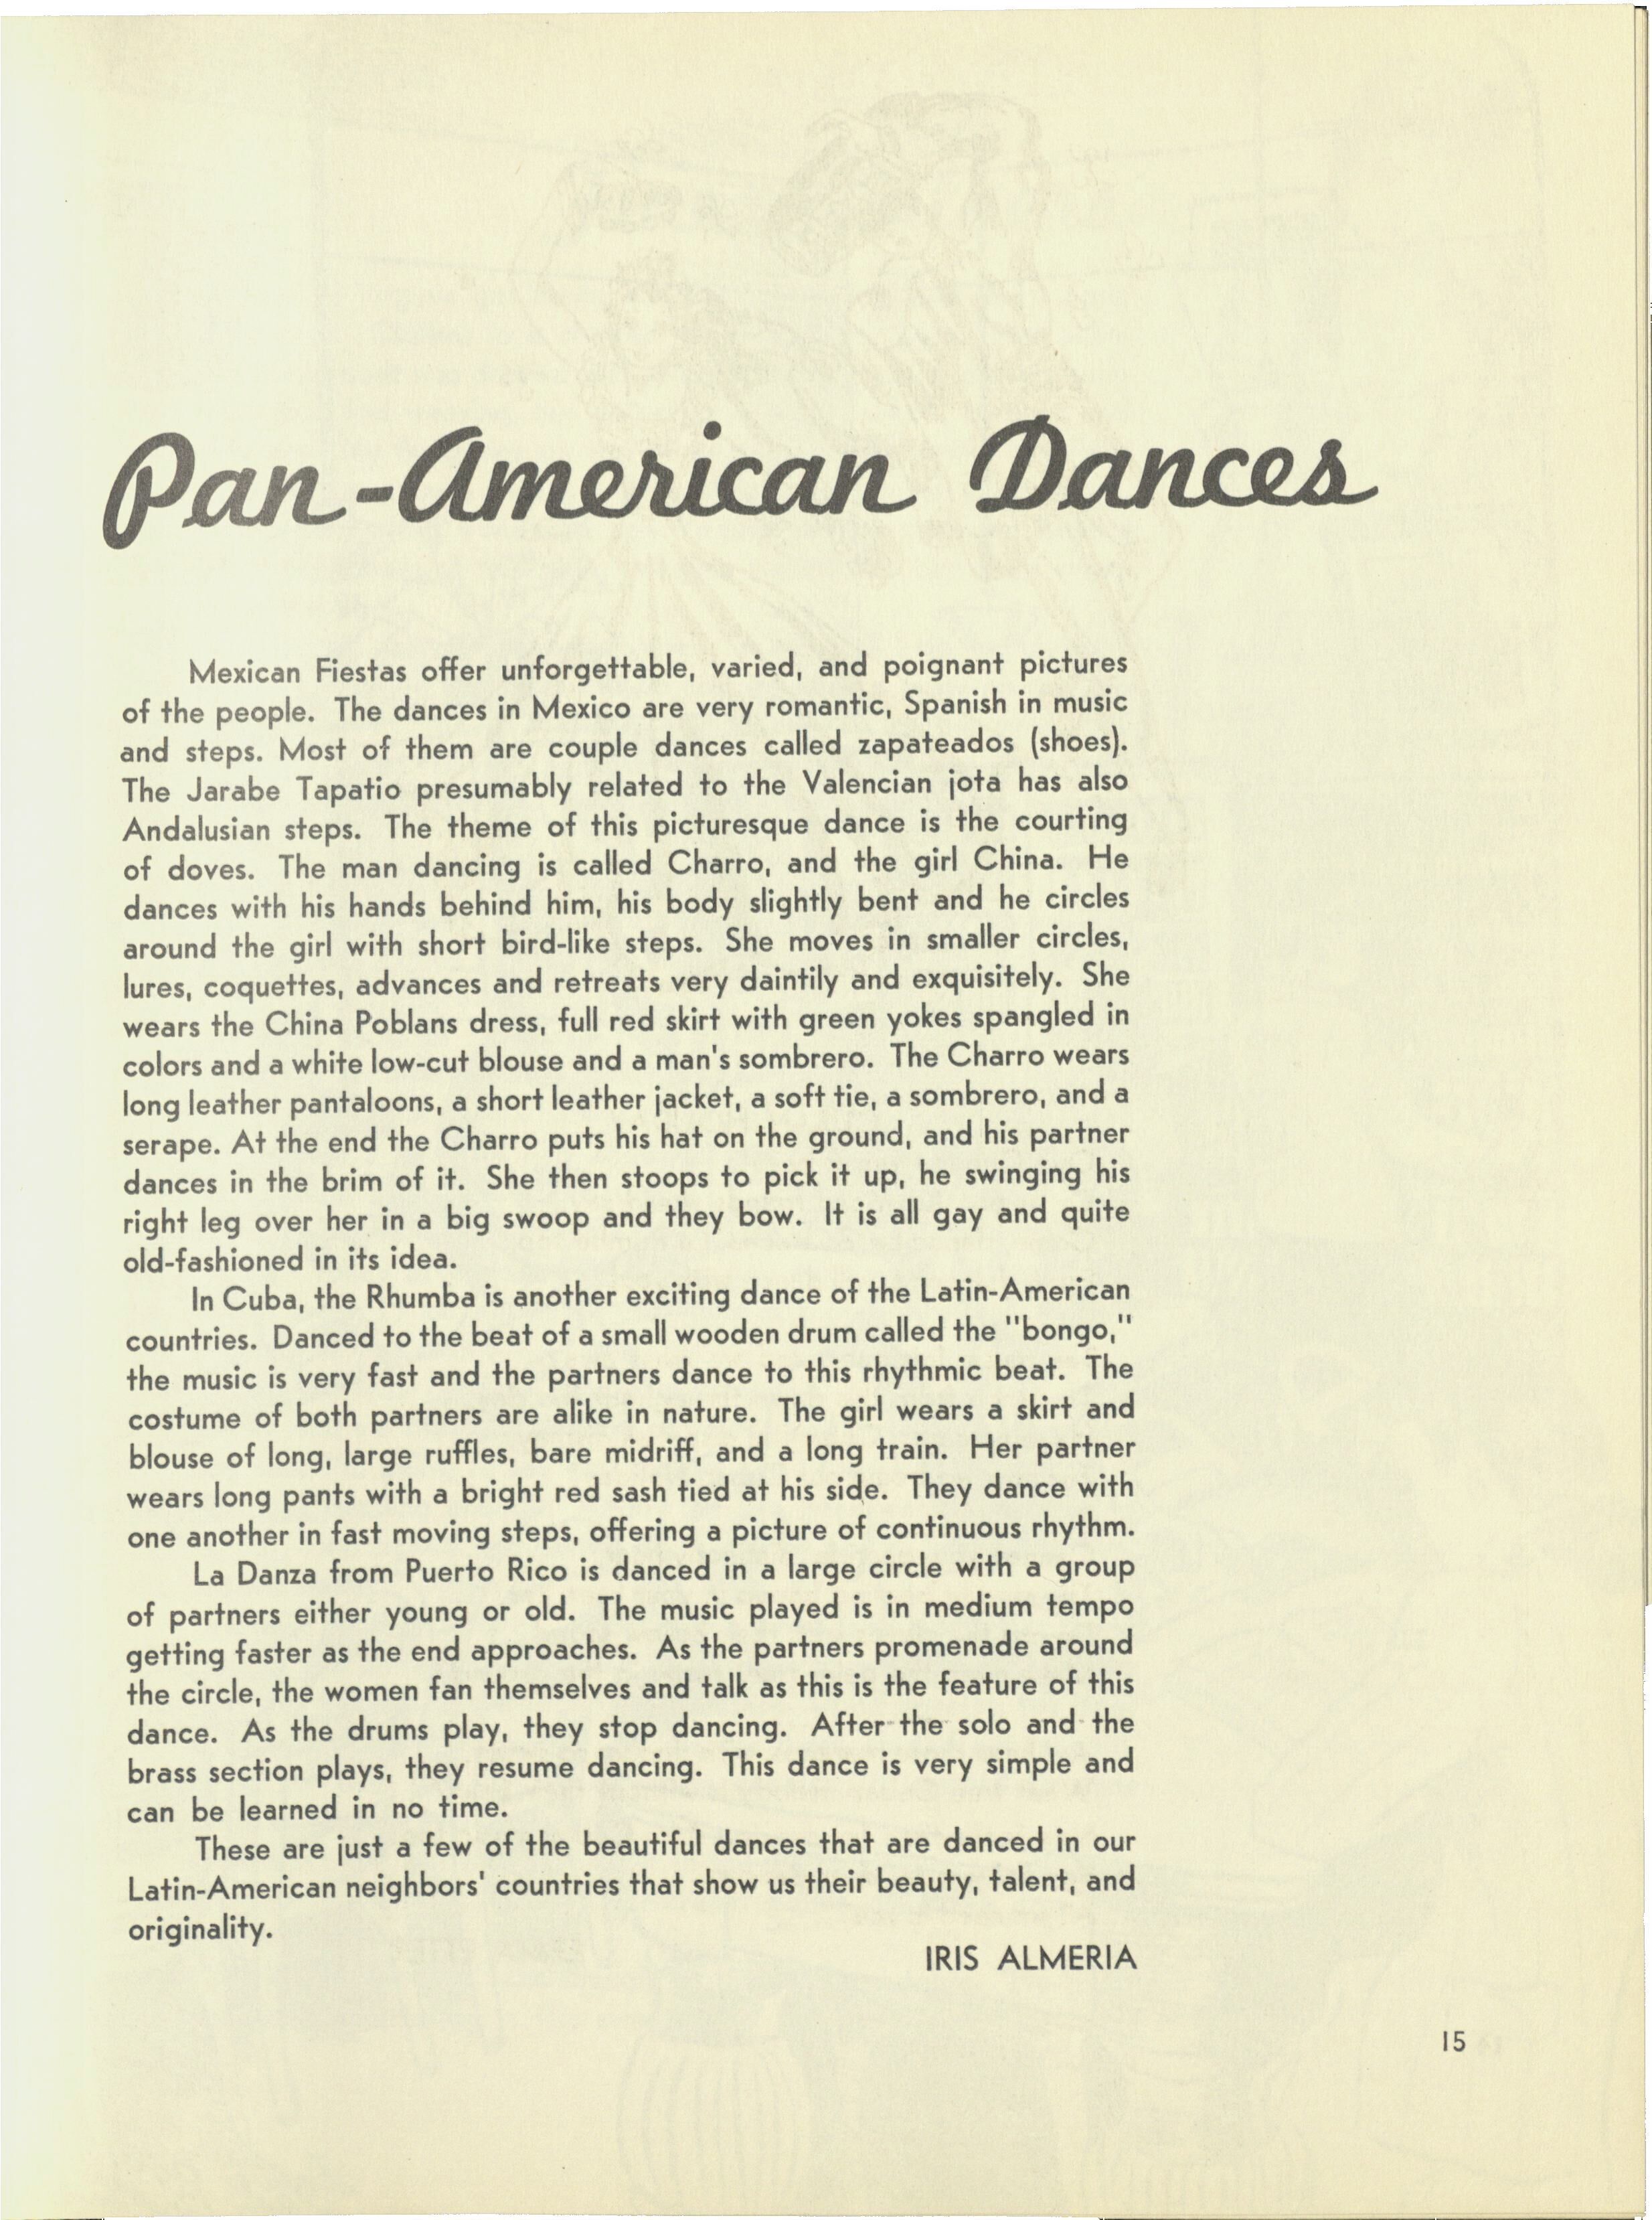 Pan-American Dances
Mexican Fiestas offer unforgettable, varied, and poignant pictures
of the people. The dances in Mexico are very romantic, Spanish in music
and steps. Most of them are couple dances called zapateados (shoes).
The Jarabe Tapatio presumably related to the Valencian jota has also
Andalusian steps. The theme of this picturesque dance is the courting
of doves. The man dancing is called Charro, and the girl China. He
dances with his hands behind him, his body slightly bent and he circles
around the girl with short bird-like steps. She moves in smaller circles,
lures, coquettes, advances and retreats very daintily and exquisitely. She
wears the China Poblans dress, full red skirt with green yokes spangled in
colors and a white low-cut blouse and a man's sombrero. The Charro wears
long leather pantaloons, a short leather jacket, a soft tie, a sombrero, and a
serape. At the end the Charro puts his hat on the ground, and his partner
dances in the brim of it. She then stoops to pick it up, he swinging his
right leg over her in a big swoop and they bow. It is all gay and quite
old-fashioned in its idea.
In Cuba, the Rhumba is another exciting dance of the Latin-American
countries. Danced to the beat of a small wooden drum called the "bongo,"
the music is very fast and the partners dance to this rhythmic beat. The
costume of both partners are alike in nature. The girl wears a skirt and
blouse of long, large ruffles, bare midriff, and a long train. Her partner
wears long pants with a bright red sash tied at his side. They dance with
one another in fast moving steps, offering a picture of continuous rhythm.
La Danza from Puerto Rico is danced in a large circle with a group
of partners either young or old. The music played is in medium tempo
getting faster as the end approaches. As the partners promenade around
the circle, the women fan themselves and talk as this is the feature of this
dance. As the drums play, they stop dancing. After the solo and the
brass section plays, they resume dancing. This dance is very simple and
can be learned in no time.
These are just a few of the beautiful dances that are danced in our
Latin-American neighbors' countries that show us their beauty, talent, and
originality.
IRIS ALMERIA
15